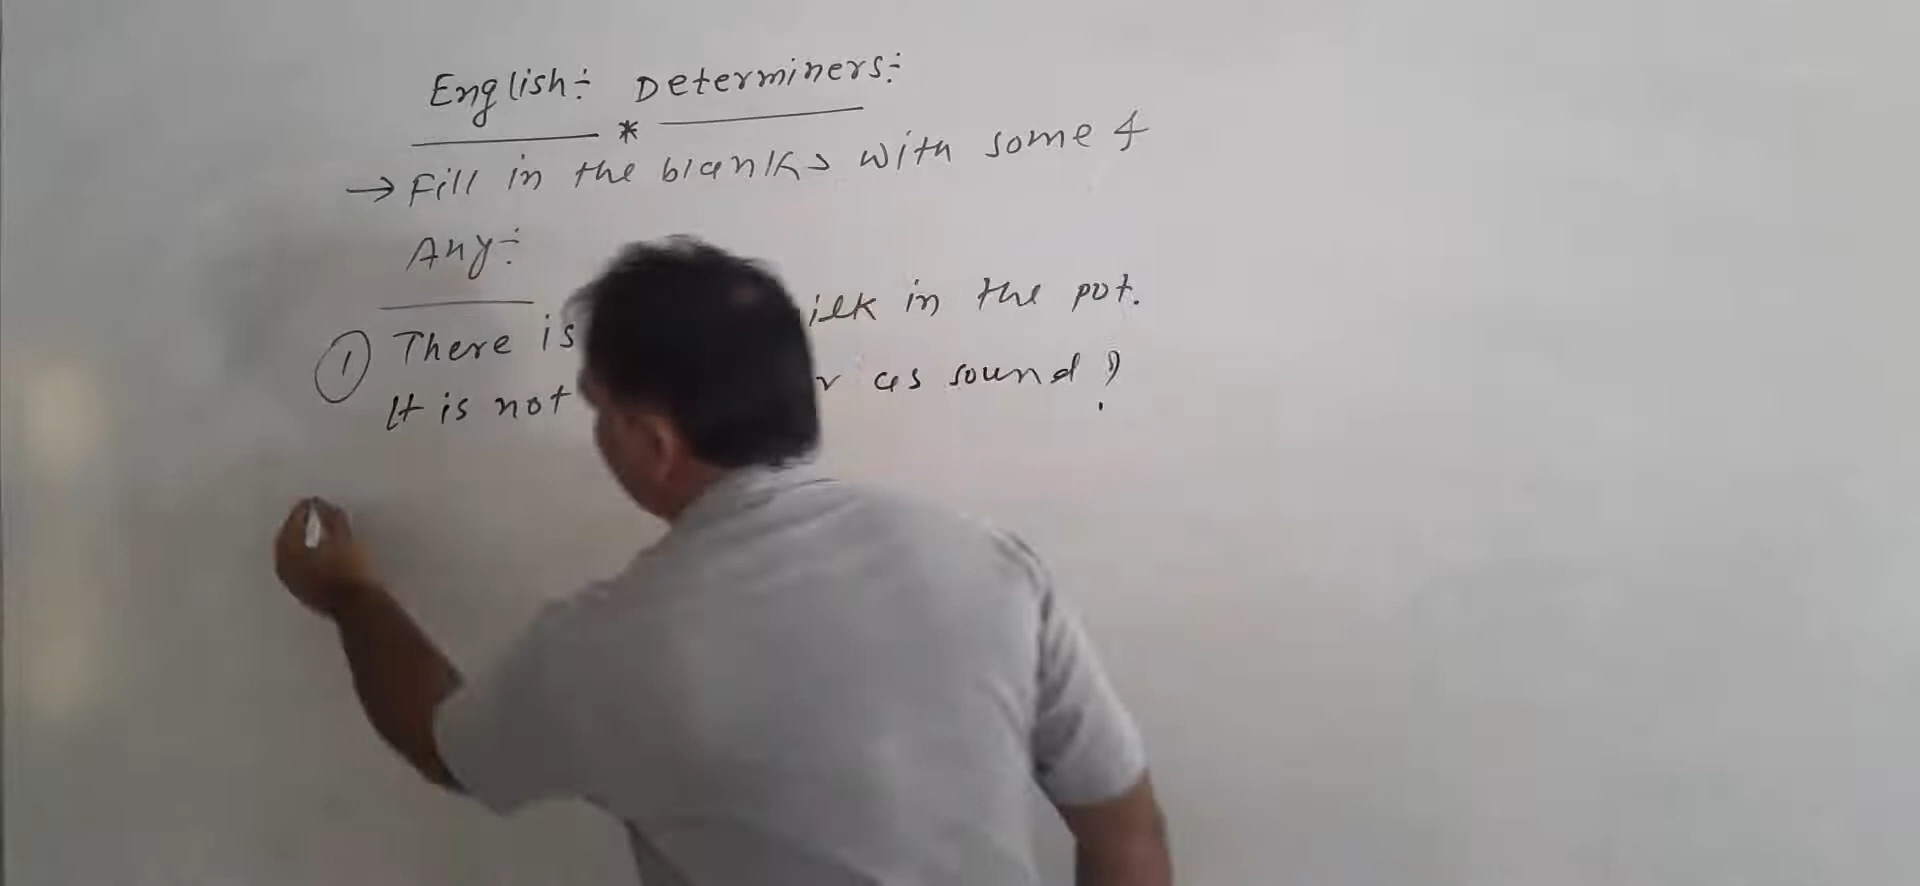 English÷ Determiners÷
*
→ Fill in the blanks with some &
Any÷
① There is ilk in the pot.
It is not r as sound ?